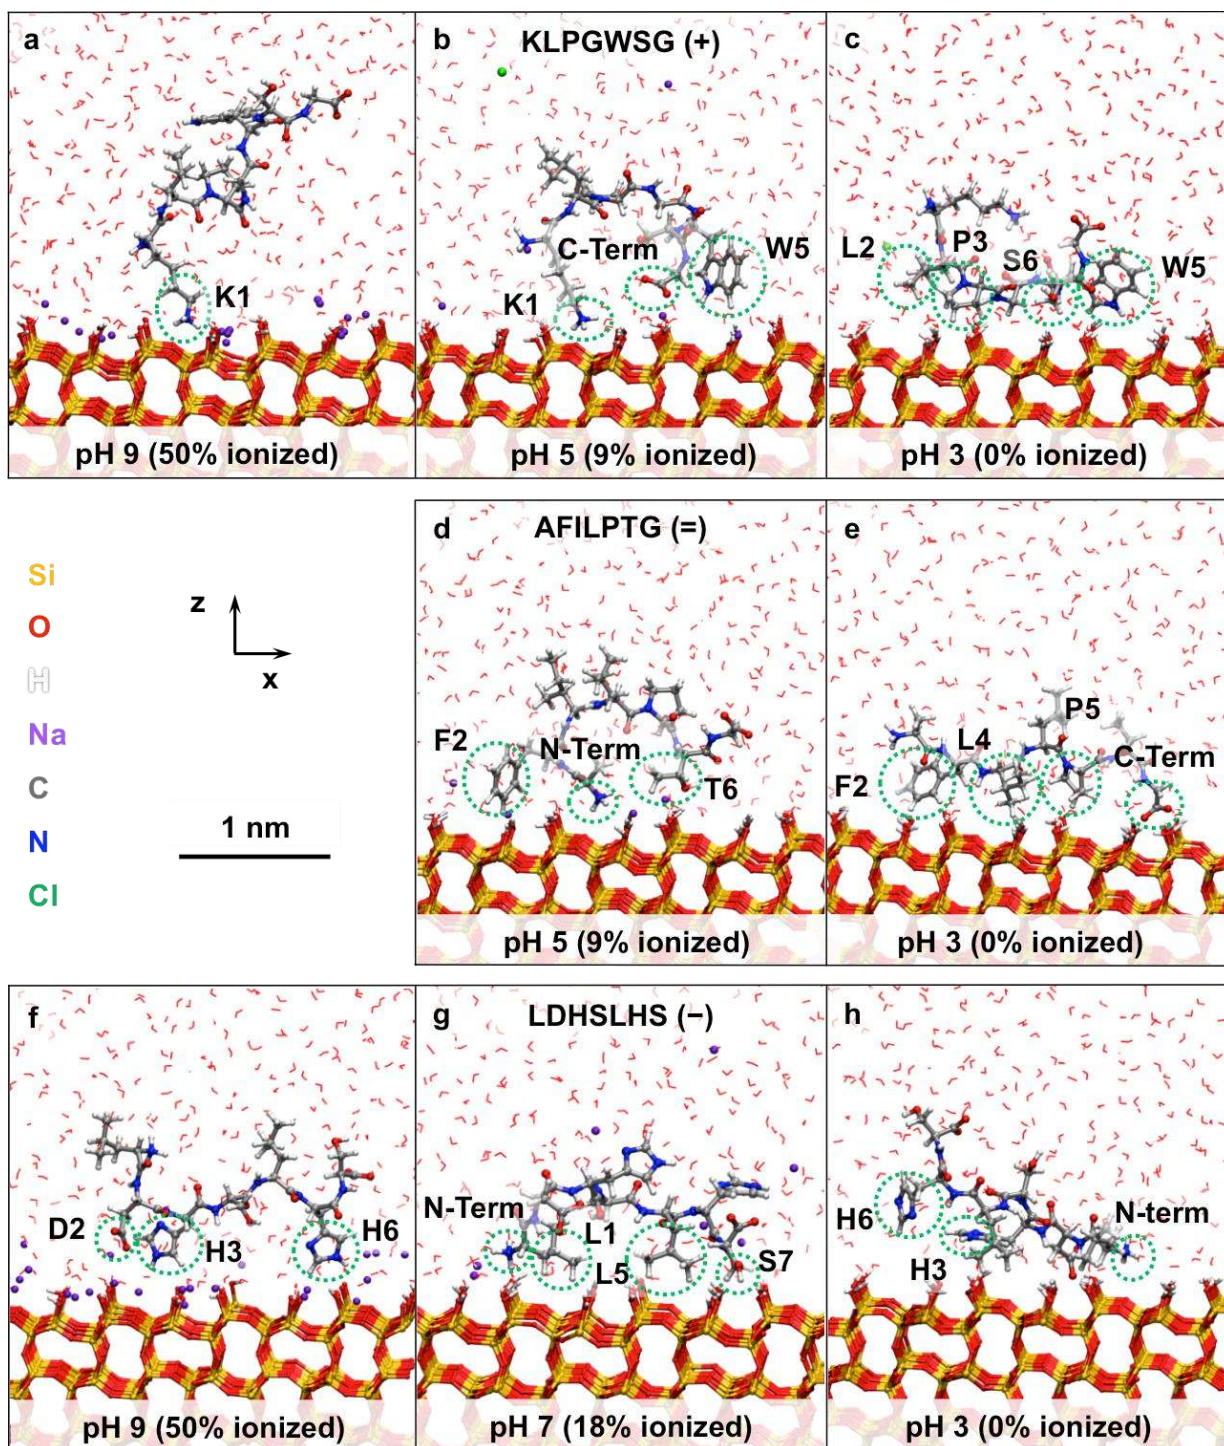 a
b
KLPGWSG (+)
c
K1
C-Term
W5
K1
L2
P3
S6
W5
pH 9 (50% ionized)
pH 5 (9% ionized)
pH 3 (0% ionized)
Si
O
H
Na
C
N
Cl
z
x
1 nm
d
AFILPTG (=)
e
F2
N-Term
T6
F2
L4
P5
C-Term
pH 5 (9% ionized)
pH 3 (0% ionized)
f
g
LDHSLHS (−)
h
D2
H3
H6
N-Term
L1
L5
S7
H6
H3
N-term
pH 9 (50% ionized)
pH 7 (18% ionized)
pH 3 (0% ionized)